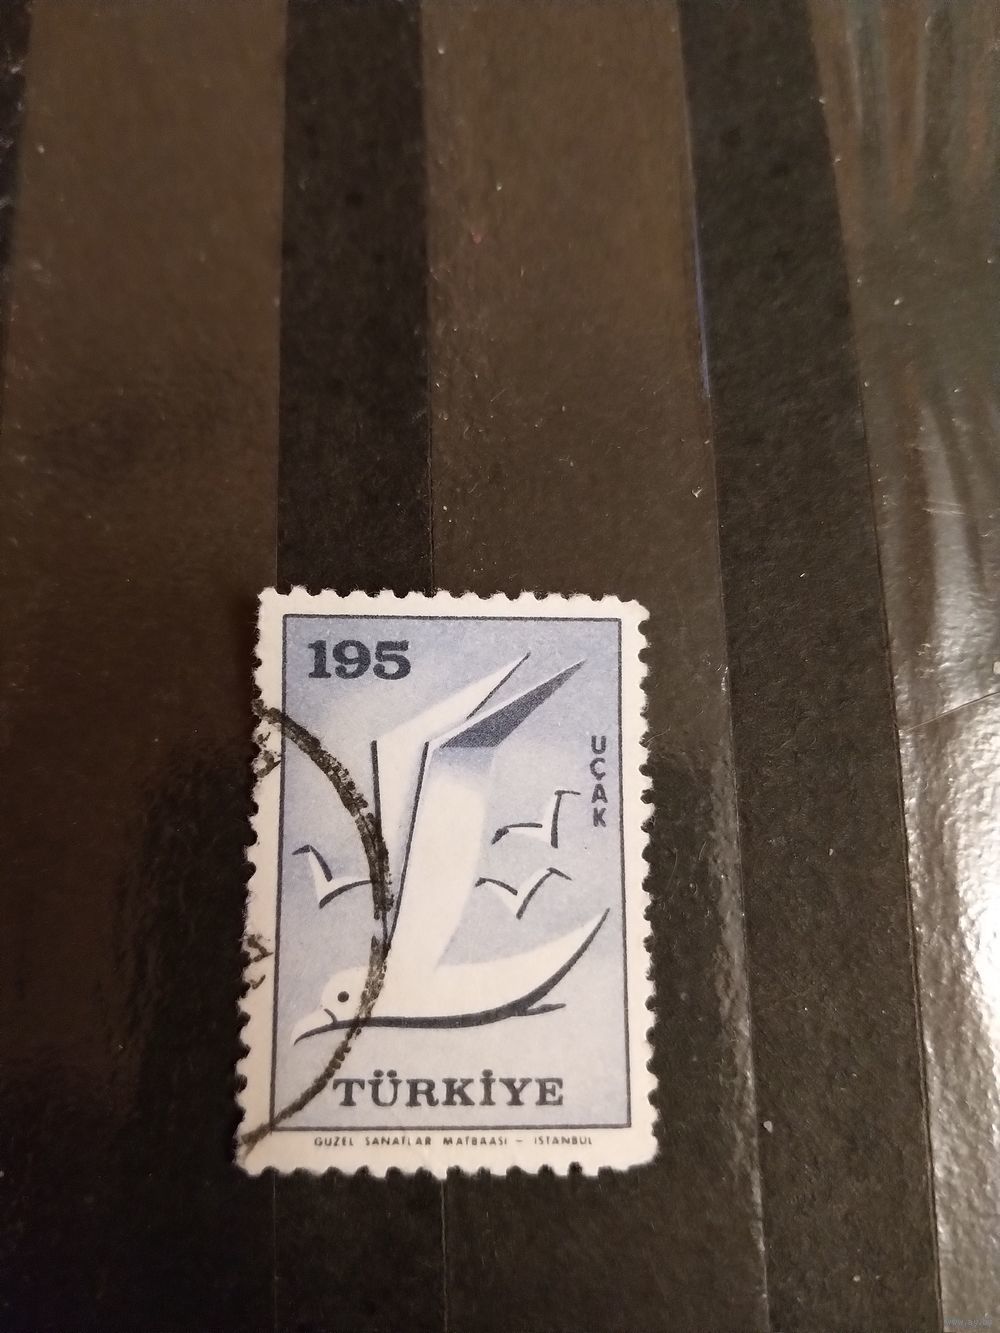 195
UÇAK
TÜRKİYE
GUZEL SANATLAR MATBAASI – ISTANBUL